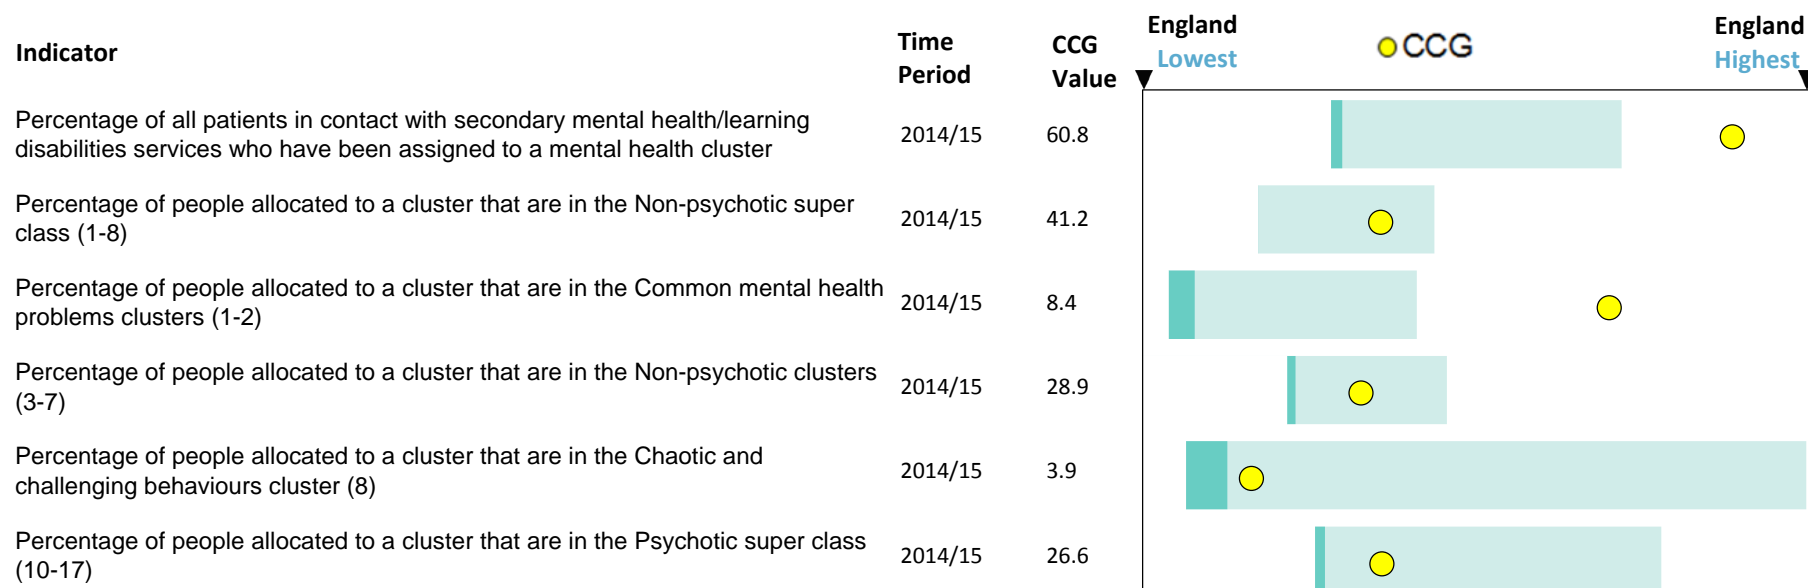 Indicator
Time Period
CCG Value
England Lowest
CCG
England Highest
Percentage of all patients in contact with secondary mental health/learning
disabilities services who have been assigned to a mental health cluster
2014/15
60.8
Percentage of people allocated to a cluster that are in the Non-psychotic super
class (1-8)
2014/15
41.2
Percentage of people allocated to a cluster that are in the Common mental health
problems clusters (1-2)
2014/15
8.4
Percentage of people allocated to a cluster that are in the Non-psychotic clusters
(3-7)
2014/15
28.9
Percentage of people allocated to a cluster that are in the Chaotic and
challenging behaviours cluster (8)
2014/15
3.9
Percentage of people allocated to a cluster that are in the Psychotic super class
(10-17)
2014/15
26.6